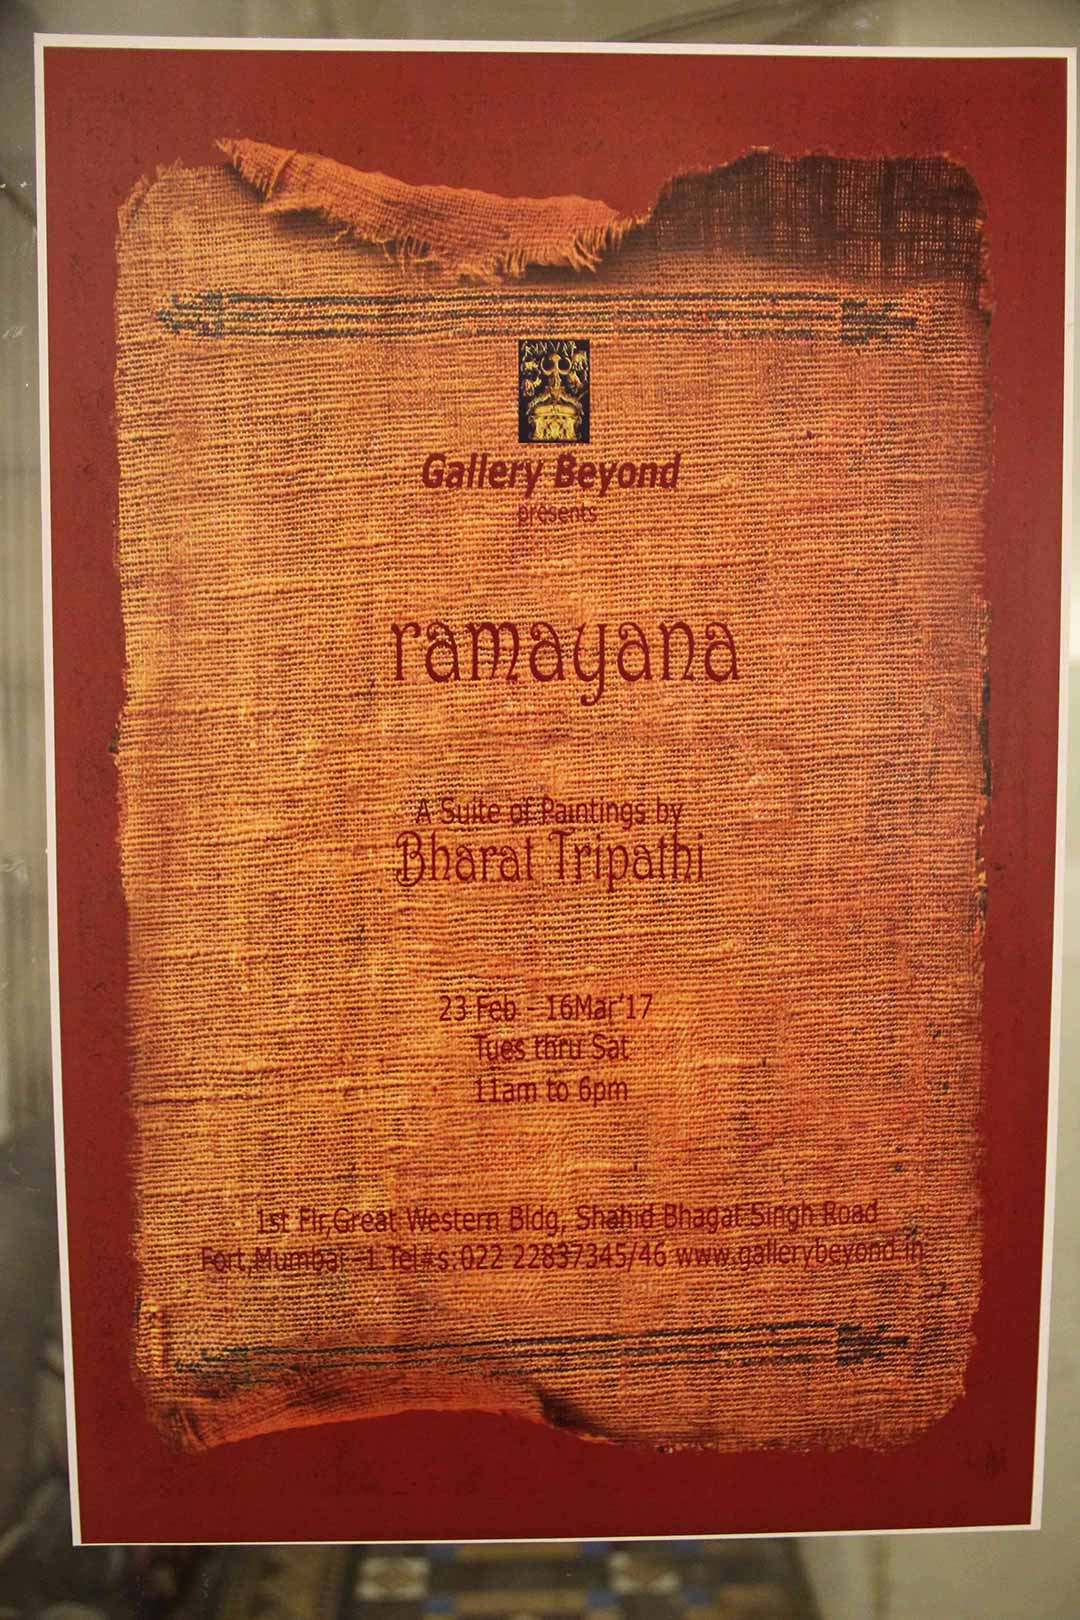 Gallery Beyond
presents
ramayana
A Suite of Paintings by
Bharat Tripathi
23 Feb - 16Mar'17
Tues thru Sat
11am to 6pm
1st Flr,Great Western Bldg, Shahid Bhagat Singh Road
Fort,Mumbai -1.Tel#s:022 22837345/46 www.gallerybeyond.in